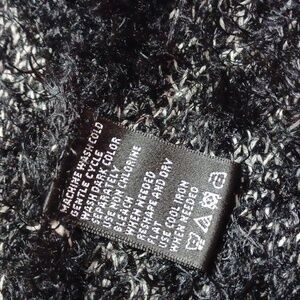 MACHINE WASH COLD
GENTLE CYCLE
WASH DARK COLOR
SEPARATELY
USE NON CHLORINE
BLEACH
WHEN NEEDED
RESHAPE AND DRY
FLAT
USE COOL IRON
WHEN NEEDED